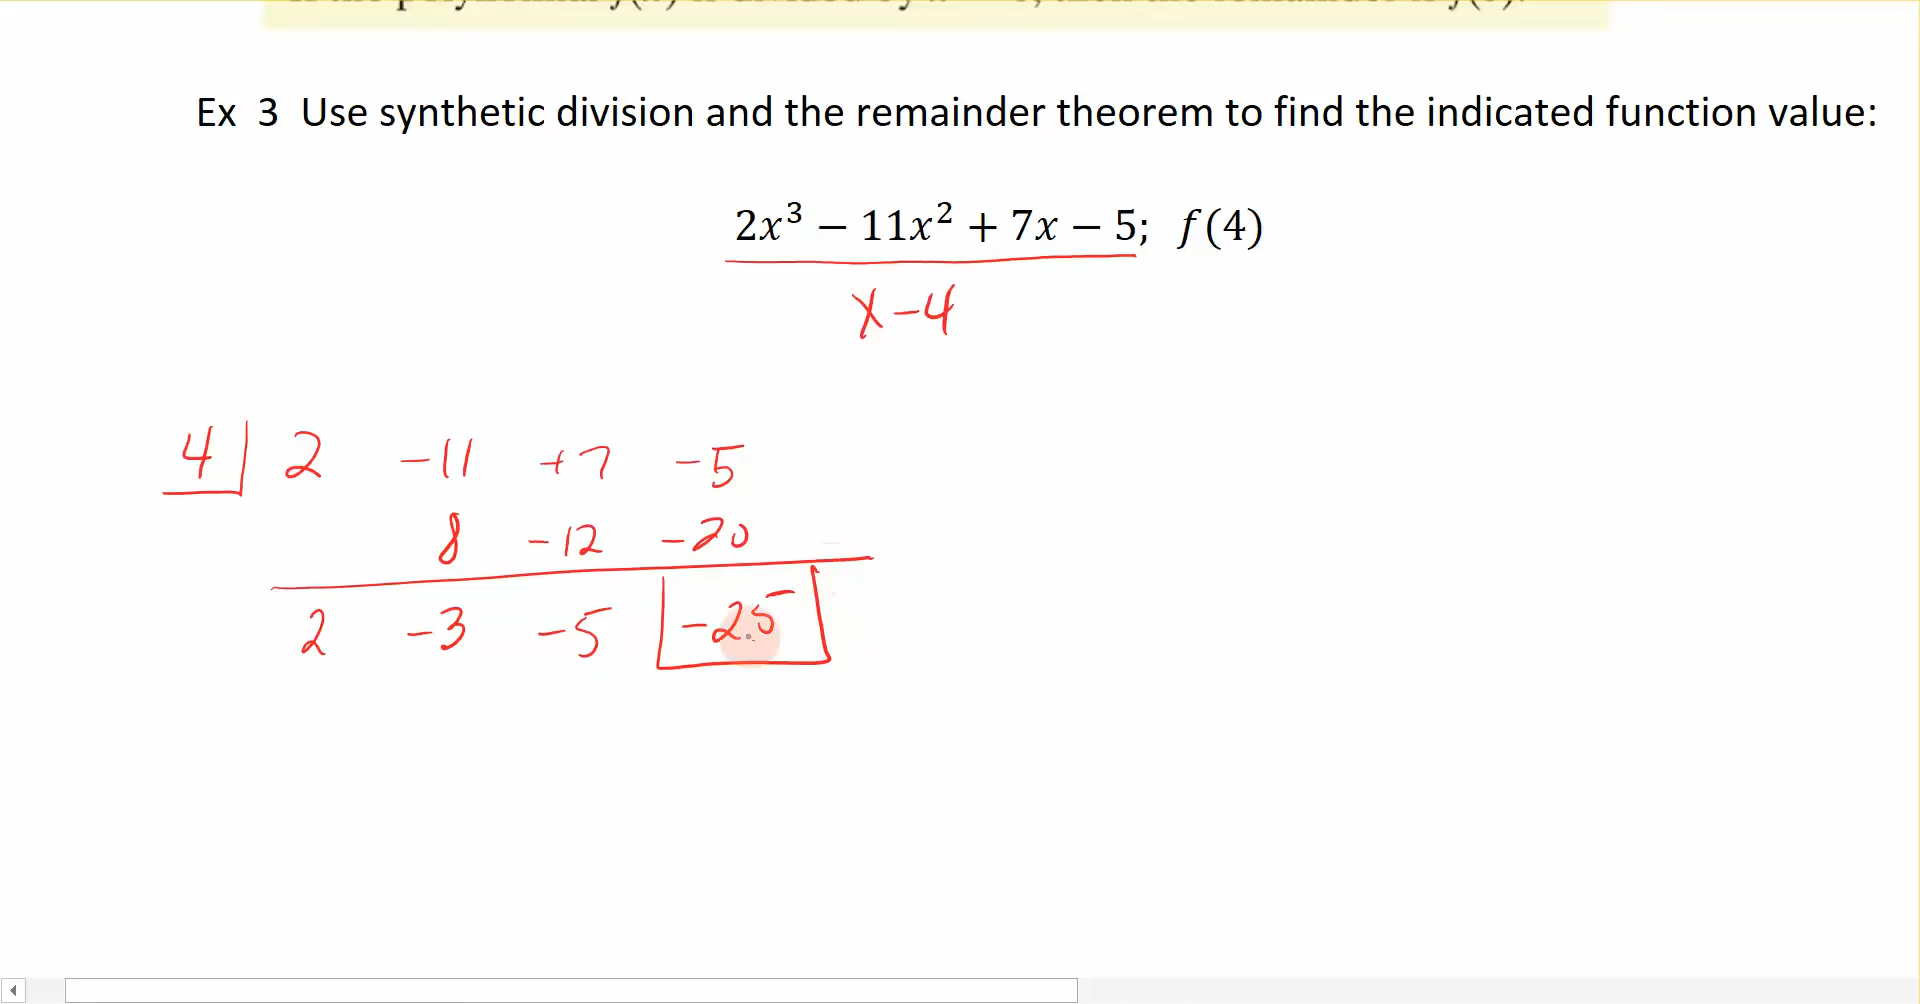 Ex 3 Use synthetic division and the remainder theorem to find the indicated function value:
2x³ − 11x² + 7x − 5; f(4)
x − 4
4 2 -11 +7 -5
8 -12 -20
2 -3 -5 -25